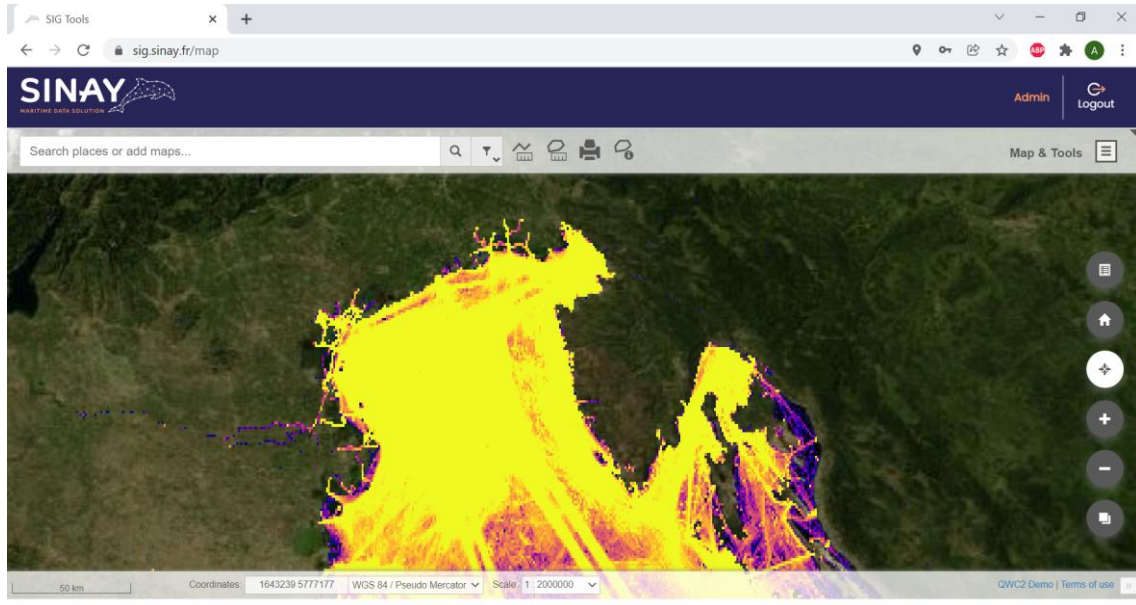 SIG Tools
sig.sinay.fr/map
ABP
A
SINAY
MARITIME DATA SOLUTION
Admin
Logout
Search places or add maps...
Map & Tools
50 km
Coordinates: 1643239 5777177 WGS 84 / Pseudo Mercator Scale: 1 : 2000000
QWC2 Demo | Terms of use